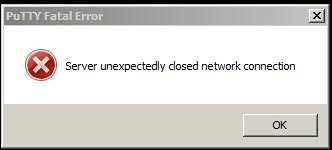 PuTTY Fatal Error
Server unexpectedly closed network connection
OK